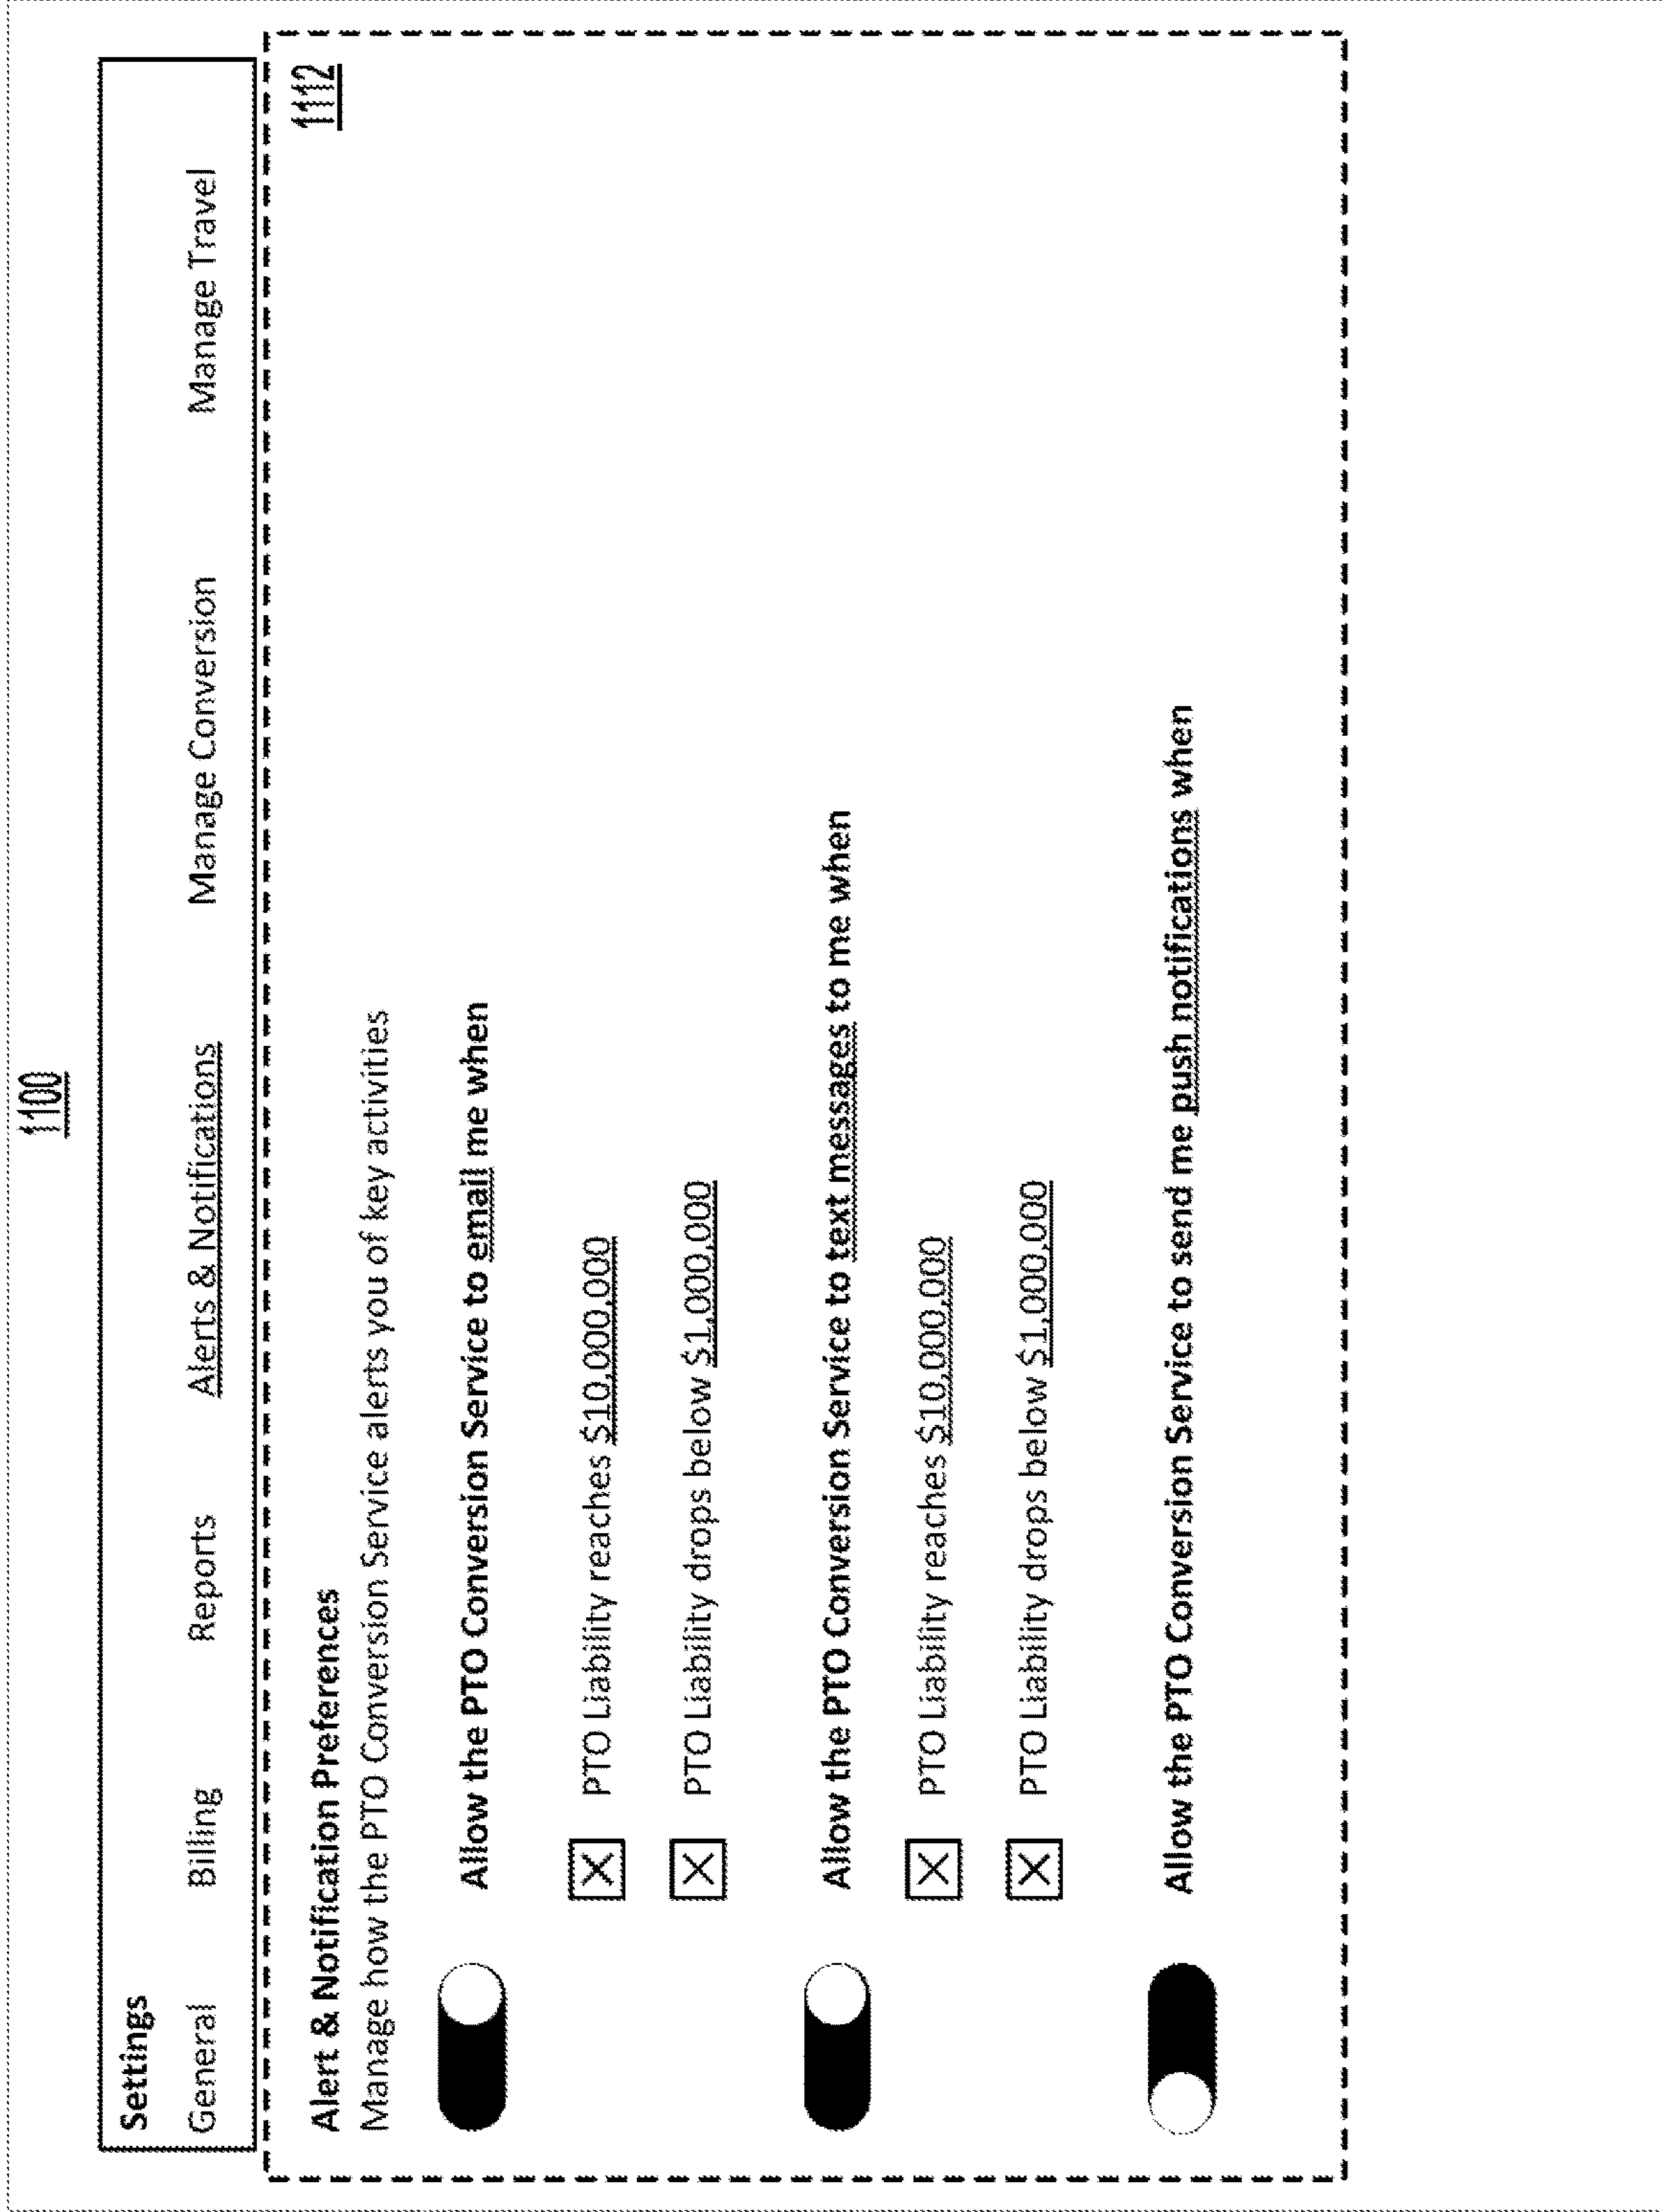 1100
Settings
General Billing Reports Alerts & Notifications Manage Conversion Manage Travel
1112
Alert & Notification Preferences
Manage how the PTO Conversion Service alerts you of key activities
Allow the PTO Conversion Service to email me when
PTO Liability reaches $10,000,000
PTO Liability drops below $1,000,000
Allow the PTO Conversion Service to text messages to me when
PTO Liability reaches $10,000,000
PTO Liability drops below $1,000,000
Allow the PTO Conversion Service to send me push notifications when